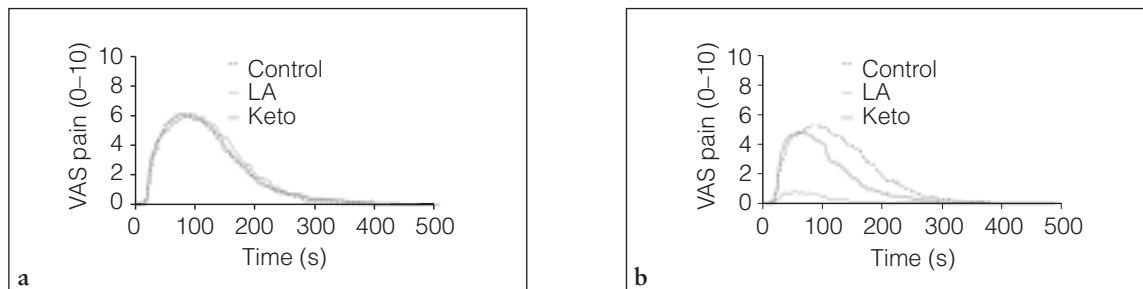 10
8
6
4
2
0
VAS pain (0–10)
Control
LA
Keto
0 100 200 300 400 500
Time (s)
a
10
8
6
4
2
0
VAS pain (0–10)
Control
LA
Keto
0 100 200 300 400 500
Time (s)
b